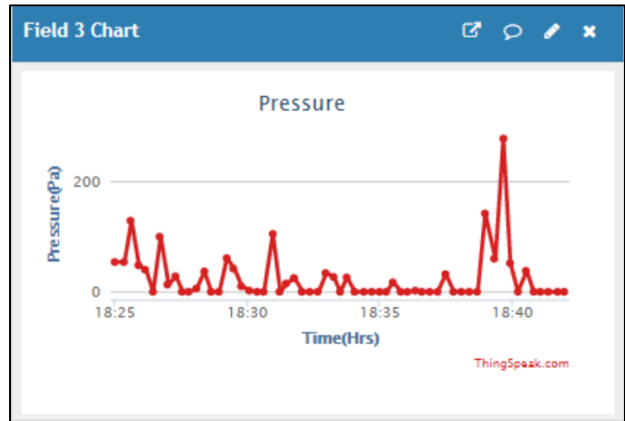 Field 3 Chart
Pressure
Pressure(Pa)
200
0
18:25 18:30 18:35 18:40
Time(Hrs)
ThingSpeak.com